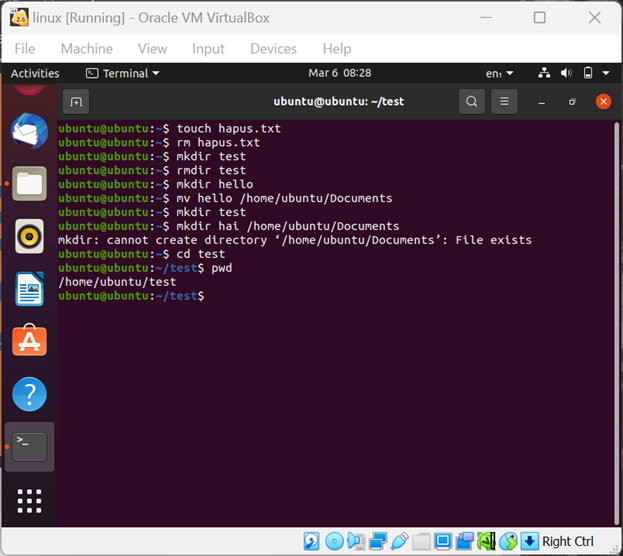 linux [Running] - Oracle VM VirtualBox
File Machine View Input Devices Help
Activities Terminal Mar 6 08:28 en₁
ubuntu@ubuntu: ~/test
ubuntu@ubuntu:~$ touch hapus.txt
ubuntu@ubuntu:~$ rm hapus.txt
ubuntu@ubuntu:~$ mkdir test
ubuntu@ubuntu:~$ rmdir test
ubuntu@ubuntu:~$ mkdir hello
ubuntu@ubuntu:~$ mv hello /home/ubuntu/Documents
ubuntu@ubuntu:~$ mkdir test
ubuntu@ubuntu:~$ mkdir hai /home/ubuntu/Documents
mkdir: cannot create directory ‘/home/ubuntu/Documents’: File exists
ubuntu@ubuntu:~$ cd test
ubuntu@ubuntu:~/test$ pwd
/home/ubuntu/test
ubuntu@ubuntu:~/test$
Right Ctrl